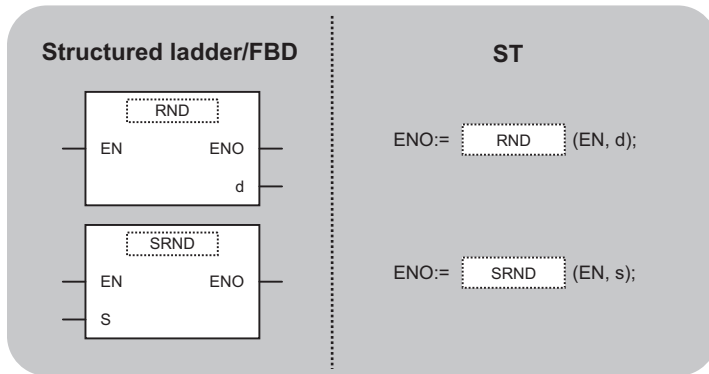 Structured ladder/FBD
RND
EN ENO
d
SRND
EN ENO
S
ST
ENO:= RND (EN, d);
ENO:= SRND (EN, s);